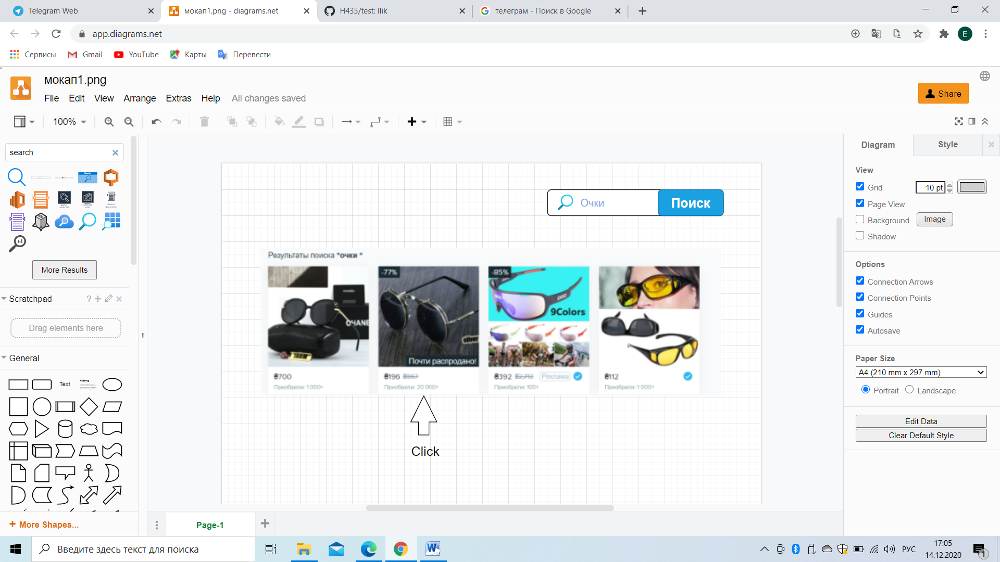 Telegram Web
мокап1.png - diagrams.net
H435/test: llik
телеграм - Поиск в Google
app.diagrams.net
E
Сервисы
Gmail
YouTube
Карты
Перевести
мокап1.png
File
Edit
View
Arrange
Extras
Help
All changes saved
Share
100%
search
More Results
Scratchpad
?
Drag elements here
General
Text
Heading
+ More Shapes...
Очки
Поиск
Результаты поиска "очки "
CHANEL
-77%
silver
Почти распродано!
-85%
poc
9Colors
₴700
Приобрели: 1 000+
₴196 ₴867
Приобрели: 20 000+
₴392 ₴2,713 Реклама
Приобрели: 100+
₴112
Приобрели: 1 000+
Click
Page-1
Diagram
Style
View
Grid
10 pt
Page View
Background
Image
Shadow
Options
Connection Arrows
Connection Points
Guides
Autosave
Paper Size
A4 (210 mm x 297 mm)
Portrait
Landscape
Edit Data
Clear Default Style
Введите здесь текст для поиска
РУС
17:05
14.12.2020
1